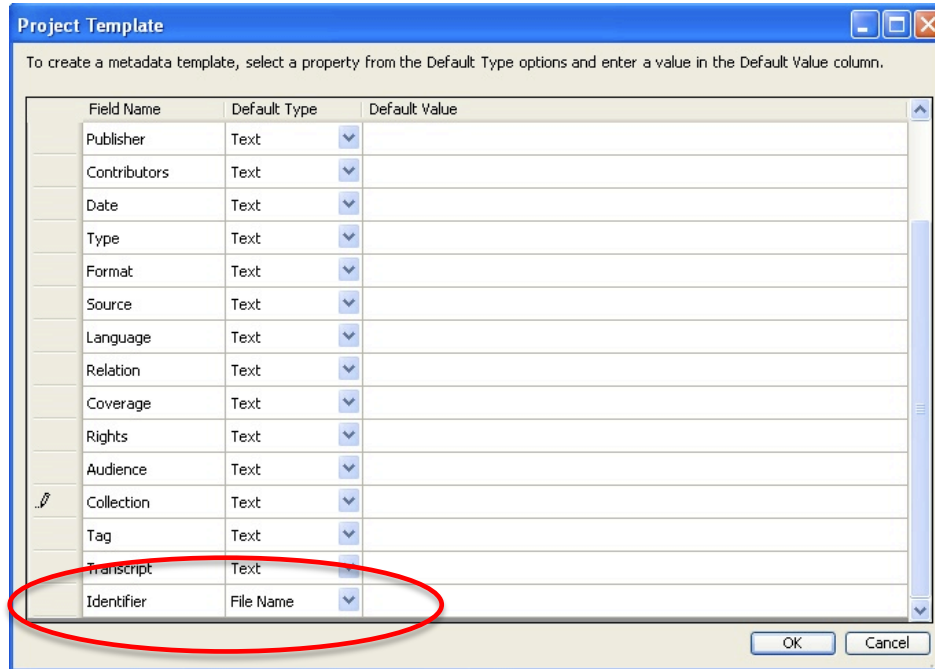 Project Template
To create a metadata template, select a property from the Default Type options and enter a value in the Default Value column.
Field Name Default Type Default Value
Publisher Text
Contributors Text
Date Text
Type Text
Format Text
Source Text
Language Text
Relation Text
Coverage Text
Rights Text
Audience Text
Collection Text
Tag Text
Transcript Text
Identifier File Name
OK Cancel